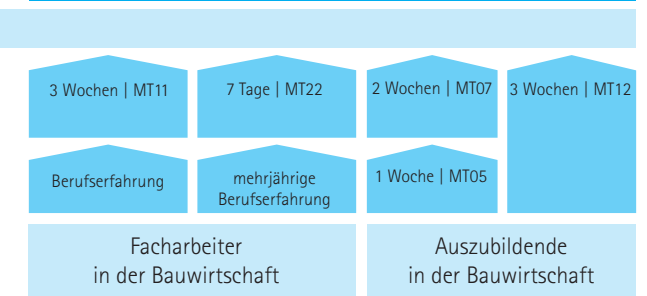 3 Wochen | MT11
7 Tage | MT22
2 Wochen | MT07
3 Wochen | MT12
Berufserfahrung
mehrjährige
Berufserfahrung
1 Woche | MT05
Facharbeiter
in der Bauwirtschaft
Auszubildende
in der Bauwirtschaft